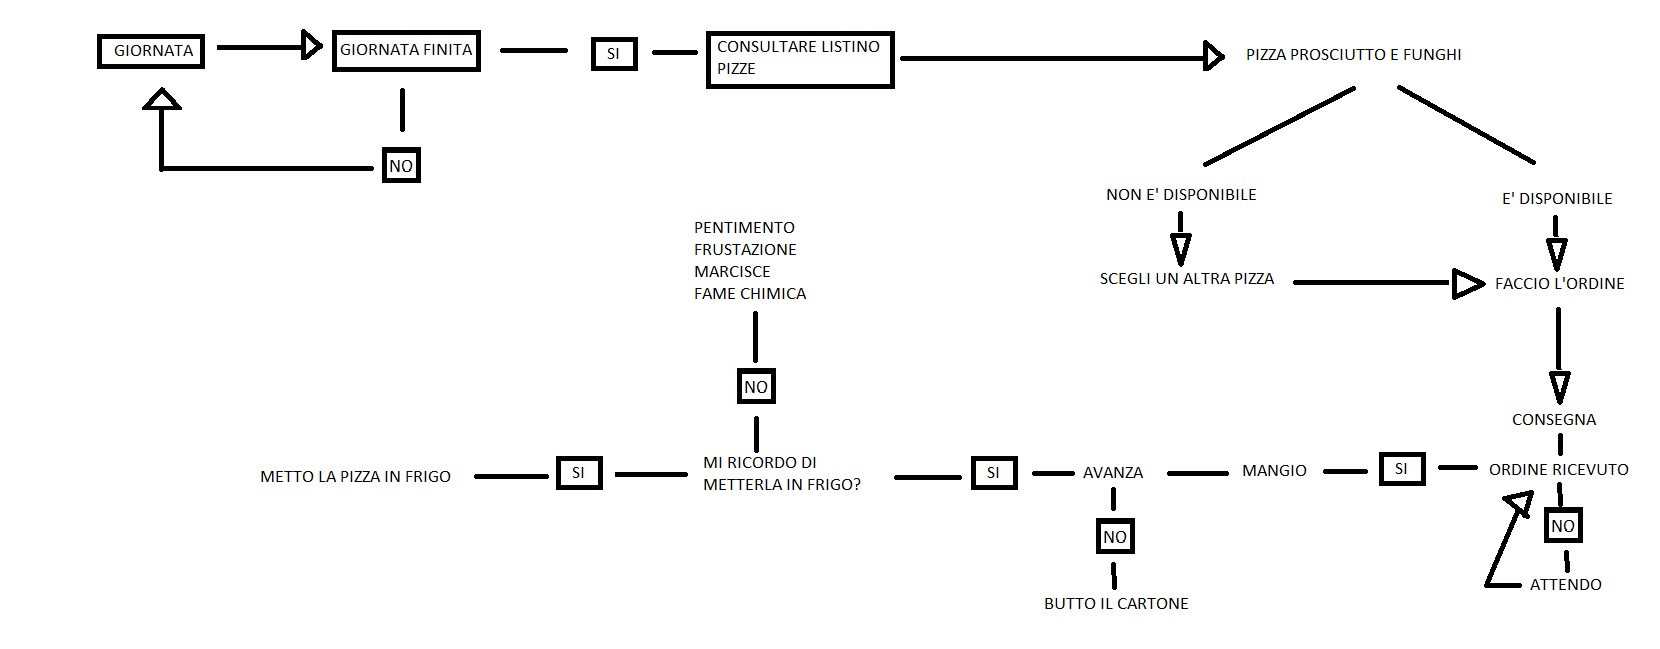 GIORNATA
GIORNATA FINITA
SI
CONSULTARE LISTINO
PIZZE
PIZZA PROSCIUTTO E FUNGHI
NO
NON E' DISPONIBILE
E' DISPONIBILE
SCEGLI UN ALTRA PIZZA
FACCIO L'ORDINE
CONSEGNA
ORDINE RICEVUTO
NO
ATTENDO
SI
MANGIO
AVANZA
NO
BUTTO IL CARTONE
SI
MI RICORDO DI
METTERLA IN FRIGO?
NO
PENTIMENTO
FRUSTAZIONE
MARCISCE
FAME CHIMICA
SI
METTO LA PIZZA IN FRIGO